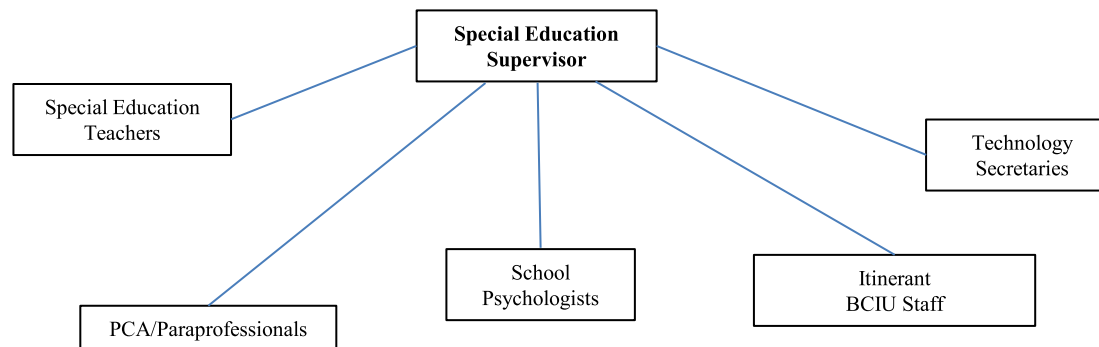 Special Education
Supervisor
Special Education
Teachers
Technology
Secretaries
School
Psychologists
Itinerant
BCIU Staff
PCA/Paraprofessionals